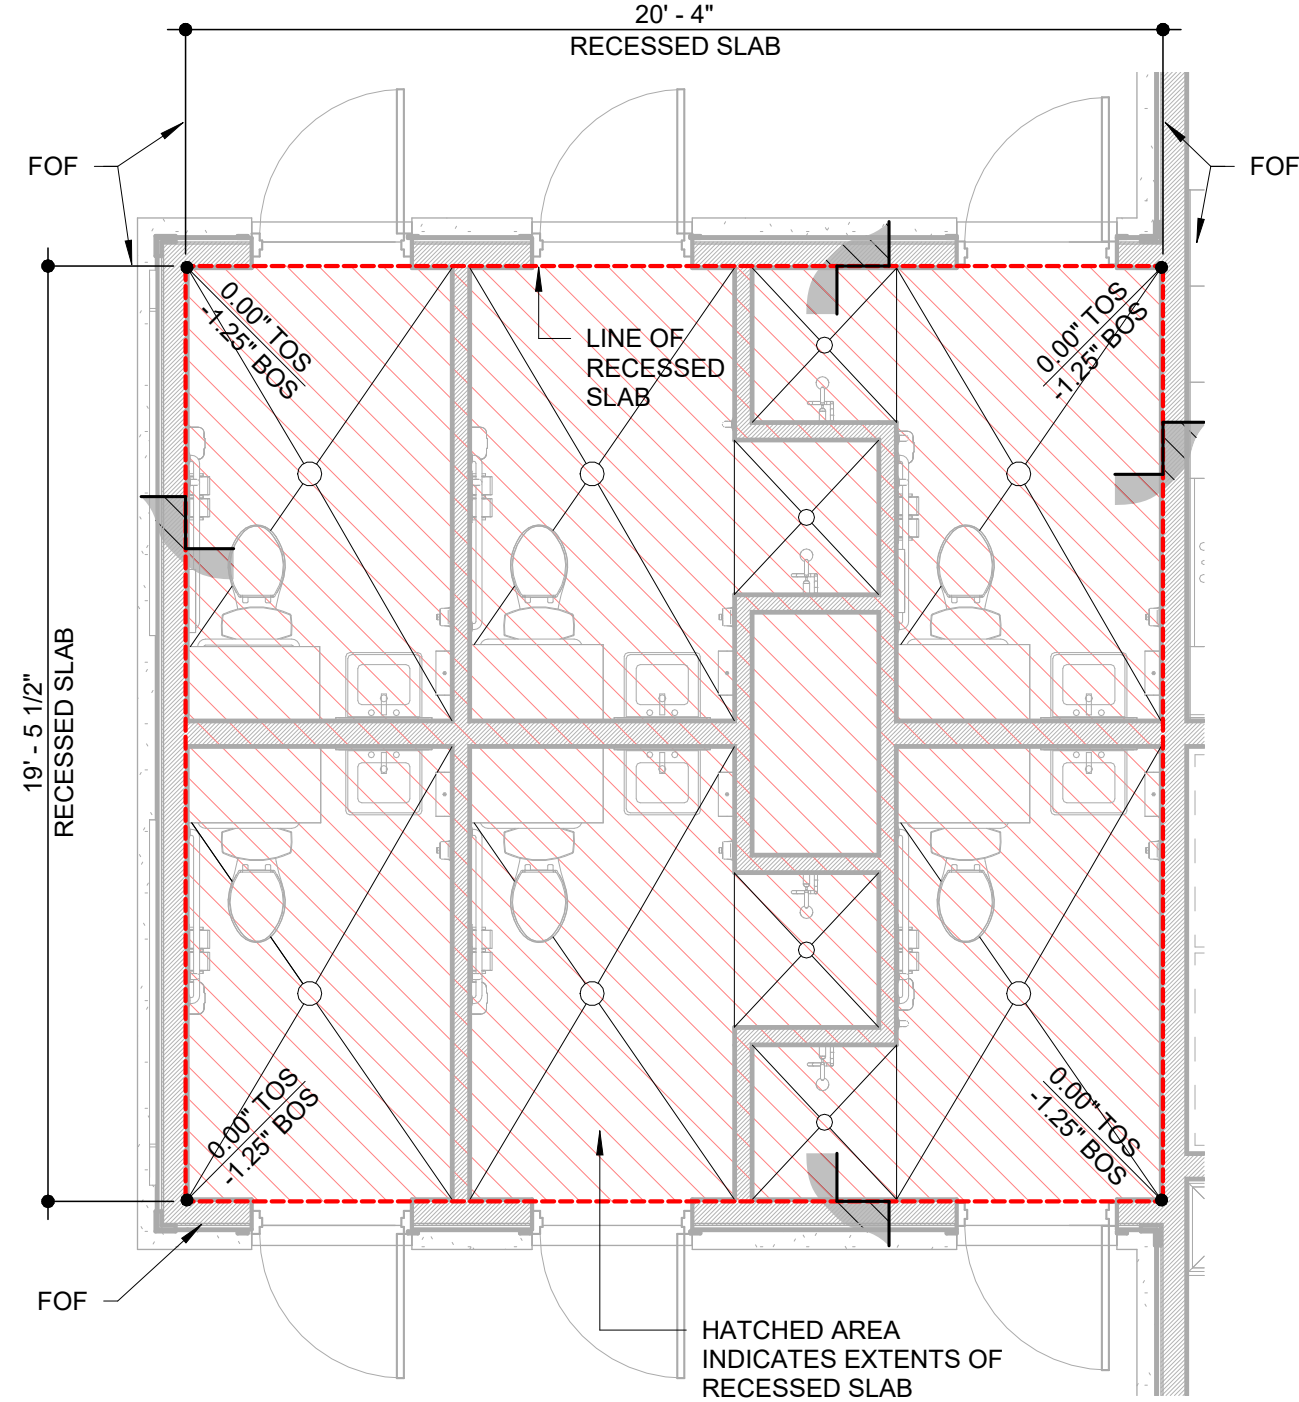 20' - 4"
RECESSED SLAB
FOF
FOF
0.00" TOS
-1.25" BOS
LINE OF
RECESSED
SLAB
0.00" TOS
-1.25" BOS
19' - 5 1/2"
RECESSED SLAB
0.00" TOS
-1.25" BOS
0.00" TOS
-1.25" BOS
FOF
HATCHED AREA
INDICATES EXTENTS OF
RECESSED SLAB